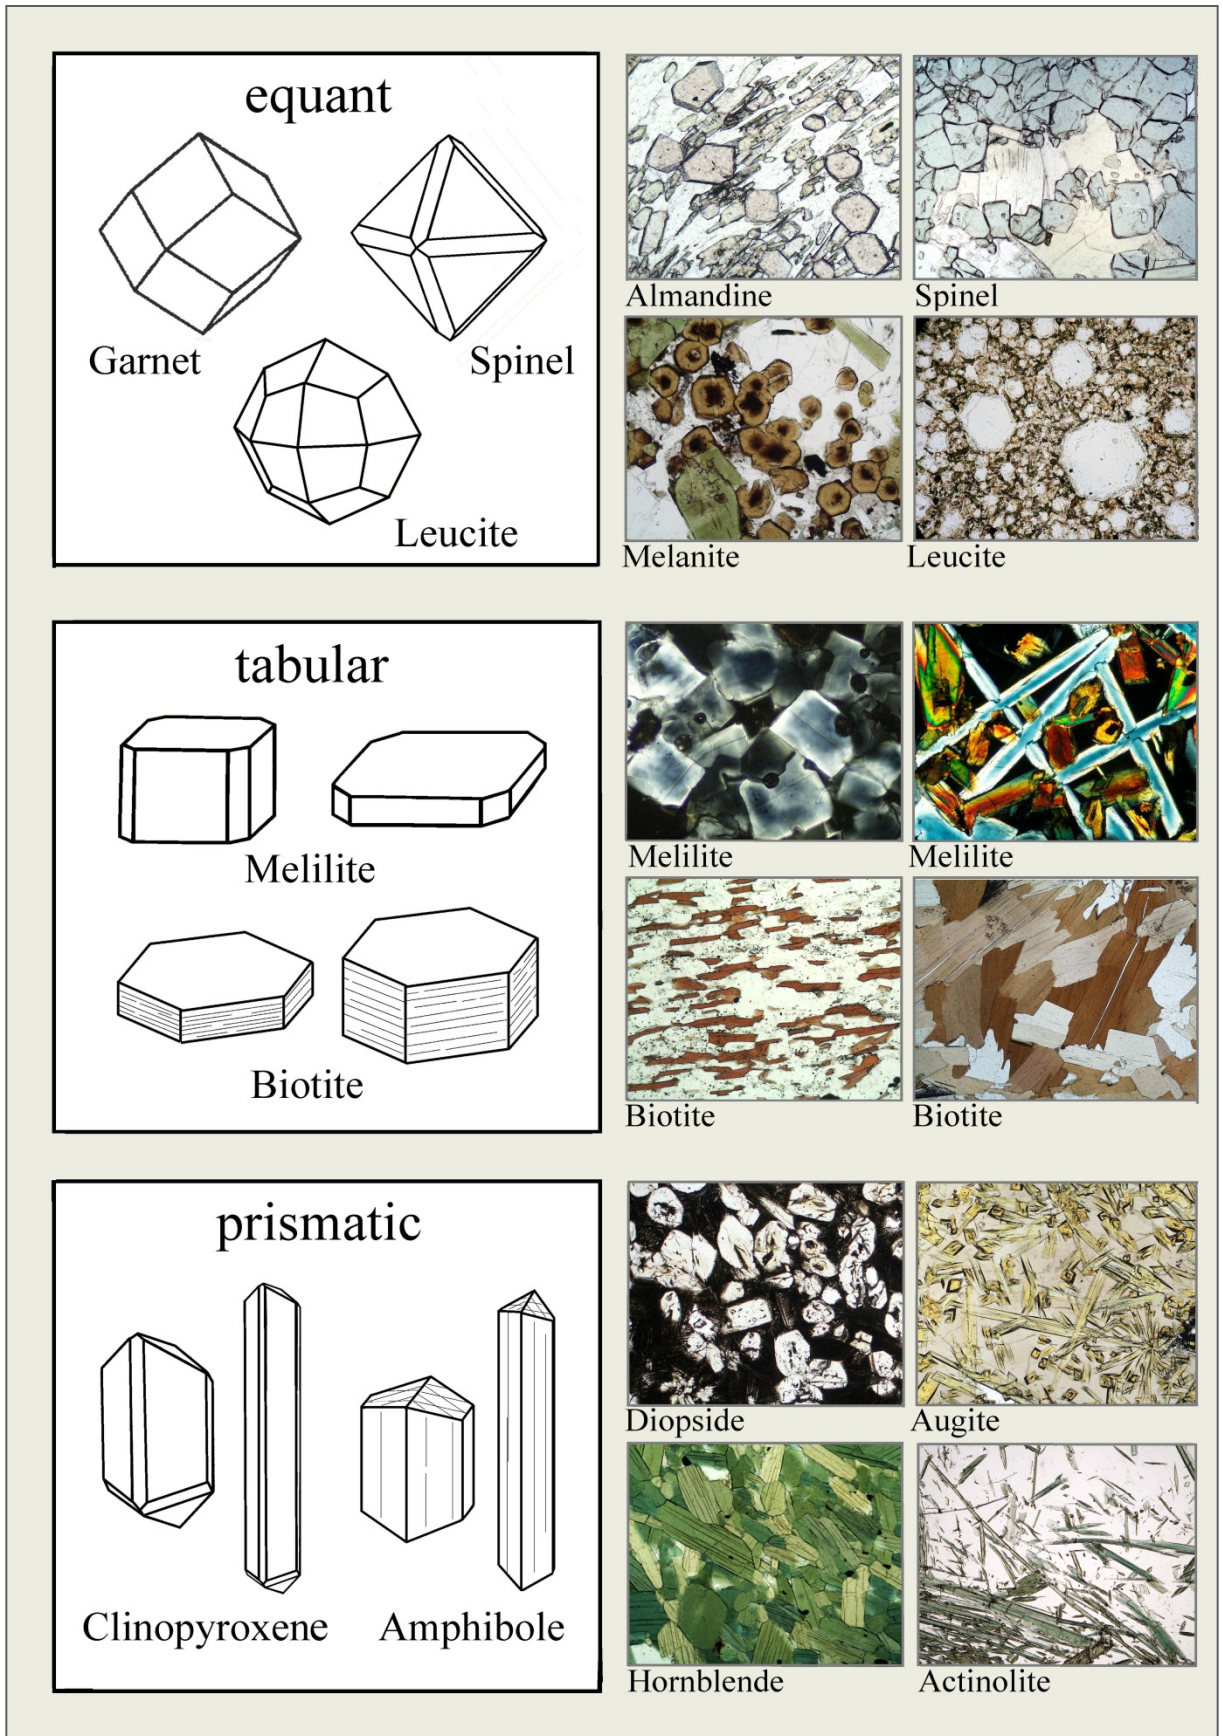 equant
Garnet
Spinel
Leucite
Almandine
Spinel
Melanite
Leucite
tabular
Melilite
Biotite
Melilite
Melilite
Biotite
Biotite
prismatic
Clinopyroxene
Amphibole
Diopside
Augite
Hornblende
Actinolite